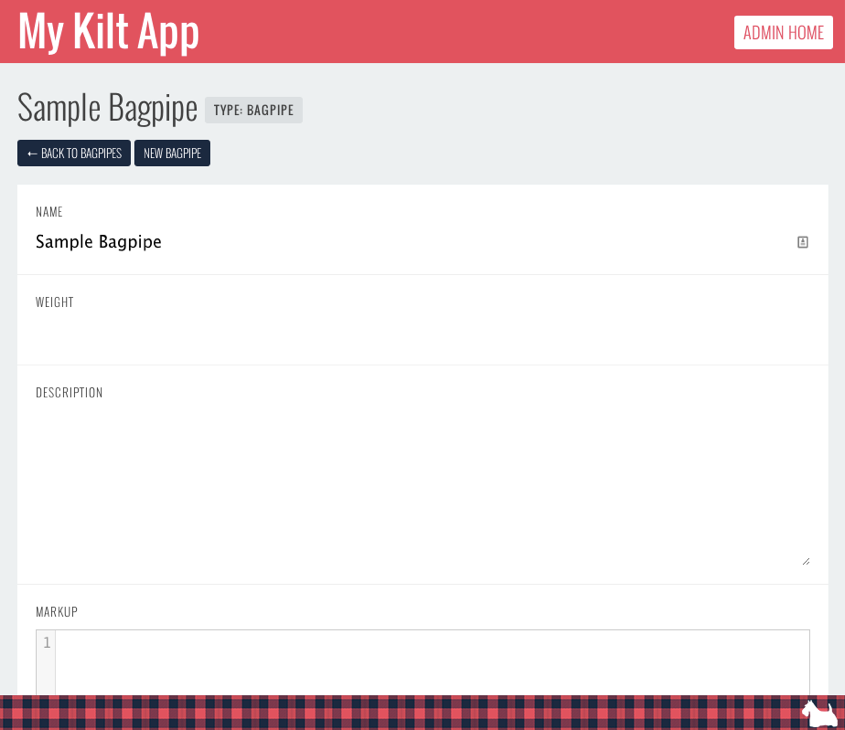 My Kilt App
ADMIN HOME
Sample Bagpipe TYPE: BAGPIPE
← BACK TO BAGPIPES NEW BAGPIPE
NAME
Sample Bagpipe
WEIGHT
DESCRIPTION
MARKUP
1